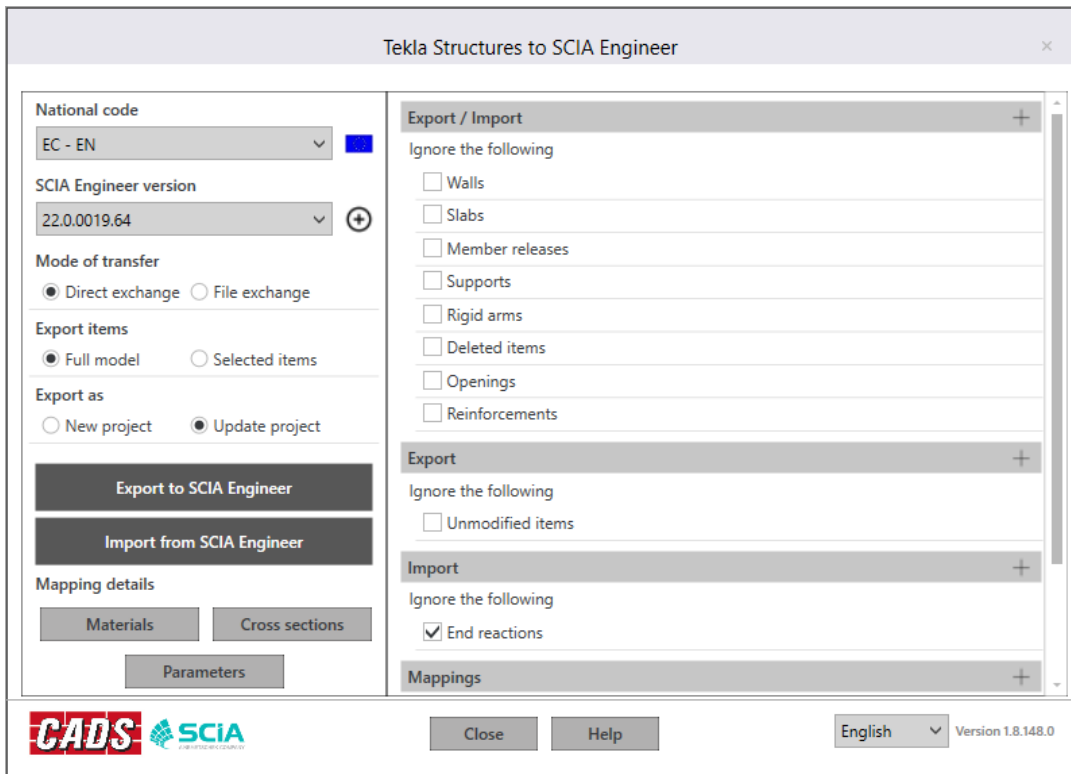 Tekla Structures to SCIA Engineer
National code
EC - EN
SCIA Engineer version
22.0.0019.64
Mode of transfer
Direct exchange File exchange
Export items
Full model Selected items
Export as
New project Update project
Export to SCIA Engineer
Import from SCIA Engineer
Mapping details
Materials Cross sections
Parameters
Export / Import
Ignore the following
Walls
Slabs
Member releases
Supports
Rigid arms
Deleted items
Openings
Reinforcements
Export
Ignore the following
Unmodified items
Import
Ignore the following
End reactions
Mappings
CADS SCIA
Close Help
English Version 1.8.148.0